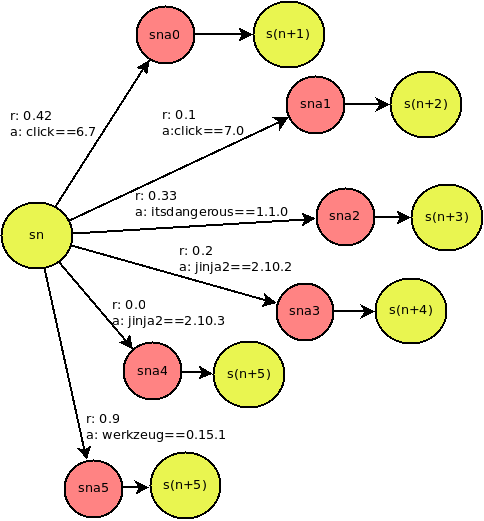 sna0
s(n+1)
r: 0.42
a: click==6.7
r: 0.1
a:click==7.0
sna1
s(n+2)
r: 0.33
a: itsdangerous==1.1.0
sna2
s(n+3)
sn
r: 0.2
a: jinja2==2.10.2
sna3
s(n+4)
r: 0.0
a: jinja2==2.10.3
sna4
s(n+5)
r: 0.9
a: werkzeug==0.15.1
sna5
s(n+5)